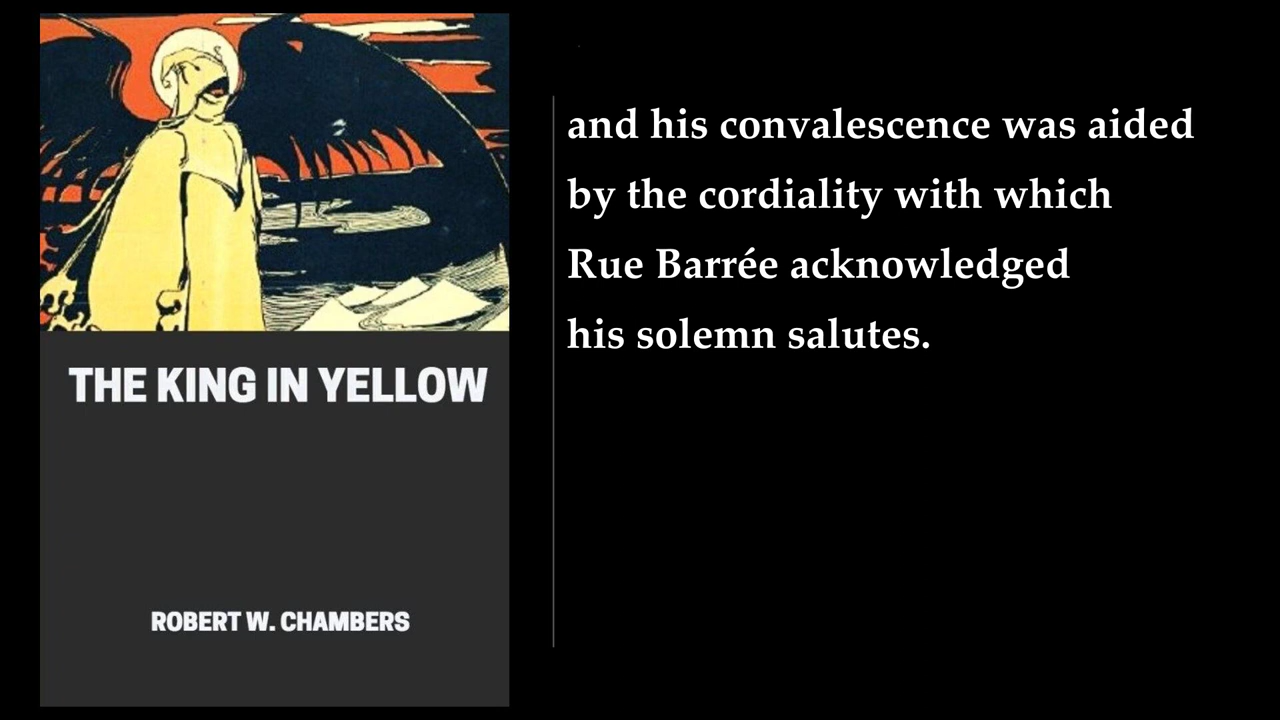 THE KING IN YELLOW
ROBERT W. CHAMBERS
and his convalescence was aided
by the cordiality with which
Rue Barrée acknowledged
his solemn salutes.